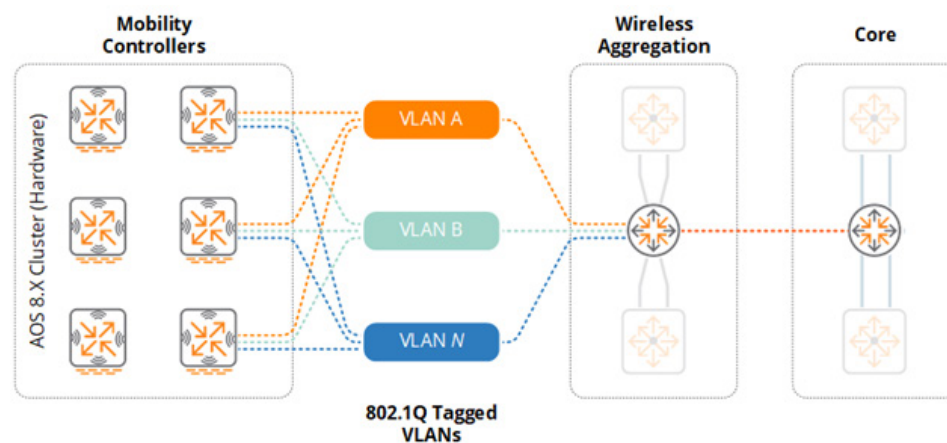 Mobility
Controllers
Wireless
Aggregation
Core
AOS 8.X Cluster (Hardware)
VLAN A
VLAN B
VLAN N
802.1Q Tagged
VLANs